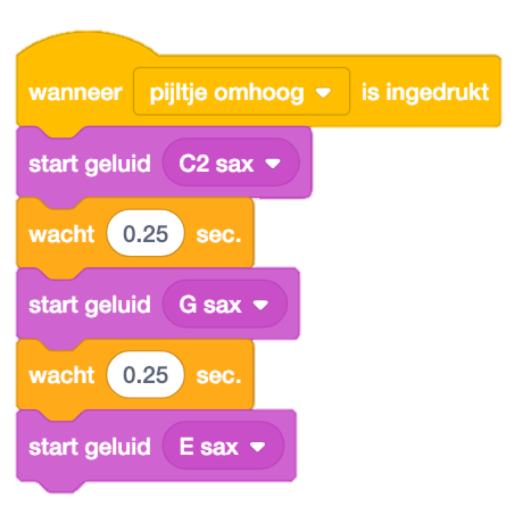 wanneer pijltje omhoog is ingedrukt
start geluid C2 sax
wacht 0.25 sec.
start geluid G sax
wacht 0.25 sec.
start geluid E sax